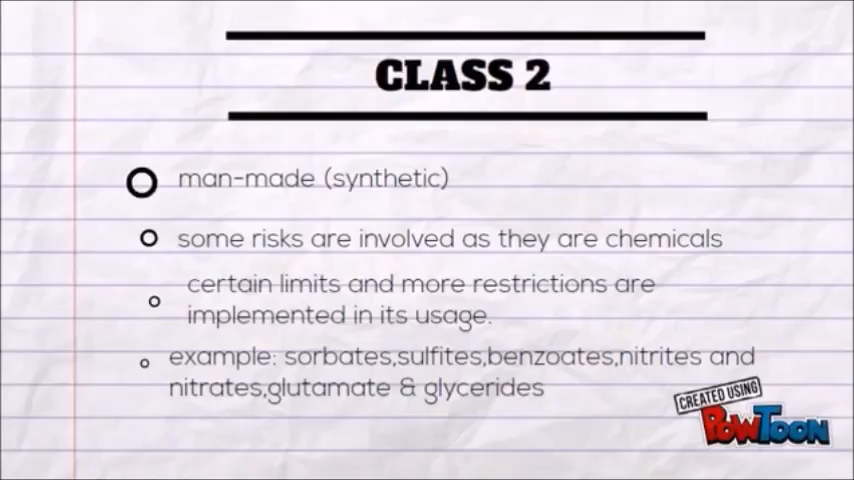 CLASS 2
man-made (synthetic)
some risks are involved as they are chemicals
certain limits and more restrictions are
implemented in its usage.
example: sorbates,sulfites,benzoates,nitrites and
nitrates,glutamate & glycerides
CREATED USING
POWTOON